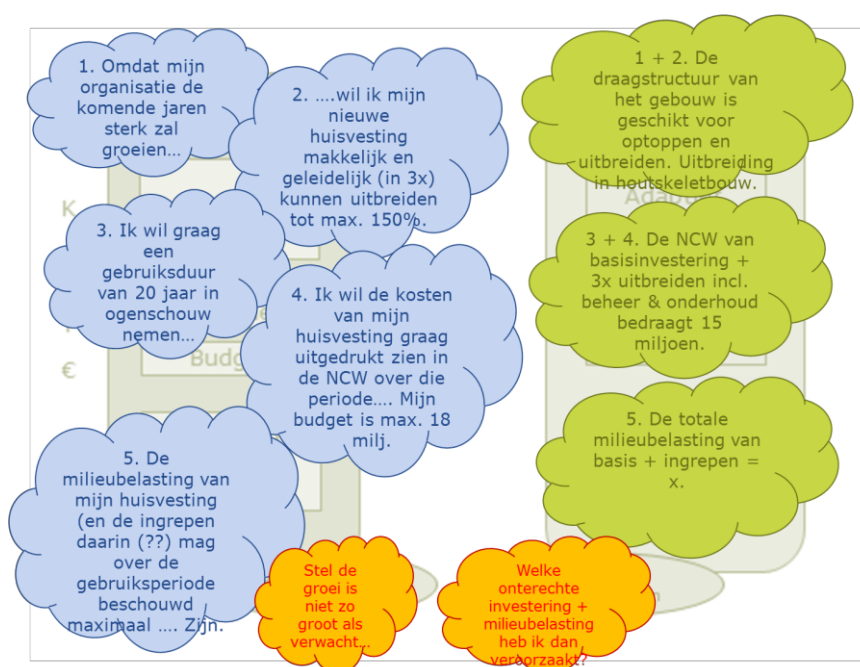 1. Omdat mijn
organisatie de
komende jaren
sterk zal
groeien...
2. ....wil ik mijn
nieuwe
huisvesting
makkelijk en
geleidelijk (in 3x)
kunnen uitbreiden
tot max. 150%.
3. Ik wil graag
een
gebruiksduur
van 20 jaar in
ogenschouw
nemen...
4. Ik wil de kosten
van mijn
huisvesting graag
uitgedrukt zien in
de NCW over die
periode.... Mijn
budget is max. 18
milj.
5. De
milieubelasting van
mijn huisvesting
(en de ingrepen
daarin (??) mag
over de
gebruiksperiode
beschouwd
maximaal .... Zijn.
K
€
Budg
Stel de
groei is
niet zo
groot als
verwacht...
Welke
onterechte
investering +
milieubelasting
heb ik dan
veroorzaakt?
1 + 2. De
draagstructuur van
het gebouw is
geschikt voor
optoppen en
uitbreiden. Uitbreiding
in houtskeletbouw.
3 + 4. De NCW van
basisinvestering +
3x uitbreiden incl.
beheer & onderhoud
bedraagt 15
miljoen.
5. De totale
milieubelasting van
basis + ingrepen =
x.